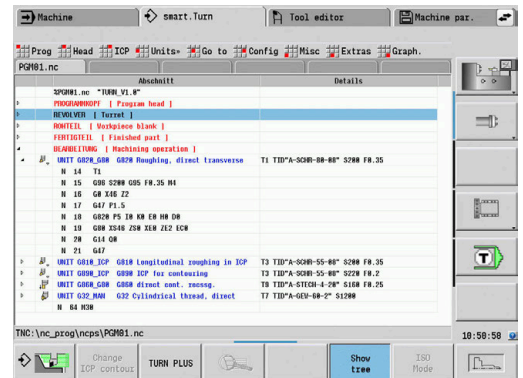 Machine
smart.Turn
Tool editor
Machine par.
Prog Head ICP Units» Go to Config Misc Extras Graph.
PGM01.nc
Abschnitt Details
%PGM01.nc "TURN_V1.0"
PROGRAMMKOPF [ Program head ]
REVOLVER [ Turret ]
ROHTEIL [ Workpiece blank ]
FERTIGTEIL [ Finished part ]
BEARBEITUNG [ Machining operation ]
UNIT G820_G80 G820 Roughing, direct transverse T1 TID"A-SCHR-80-08" S200 F0.35
N 14 T1
N 15 G96 S200 G95 F0.35 M4
N 16 G0 X46 Z2
N 17 G47 P1.5
N 18 G820 P5 I0 K0 E0 H0 D0
N 19 G80 XS46 ZS0 XE0 ZE2 EC0
N 20 G14 Q0
N 21 G47
UNIT G810_ICP G810 Longitudinal roughing in ICP T3 TID"A-SCHR-55-08" S200 F0.35
UNIT G890_ICP G890 ICP for contouring T3 TID"A-SCHR-55-08" S220 F0.2
UNIT G860_G80 G860 direct cont. recssg. T8 TID"A-STECH-4-20" S160 F0.25
UNIT G32_MAN G32 Cylindrical thread, direct T7 TID"A-GEW-60-2" S1200
N 64 M30
TNC:\nc_prog\ncps\PGM01.nc
10:58:58
T
Change ICP contour
TURN PLUS
Show tree
ISO Mode